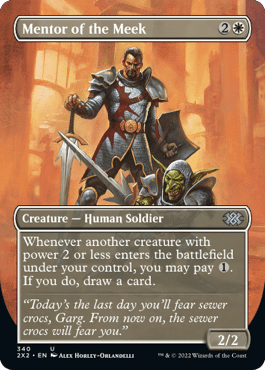 Mentor of the Meek 2
Creature — Human Soldier
Whenever another creature with
power 2 or less enters the battlefield
under your control, you may pay 1.
If you do, draw a card.
"Today's the last day you'll fear sewer
crocs, Garg. From now on, the sewer
crocs will fear you."
2/2
340 U
2X2 • EN Alex Horley-Orlandelli
™ & © 2022 Wizards of the Coast